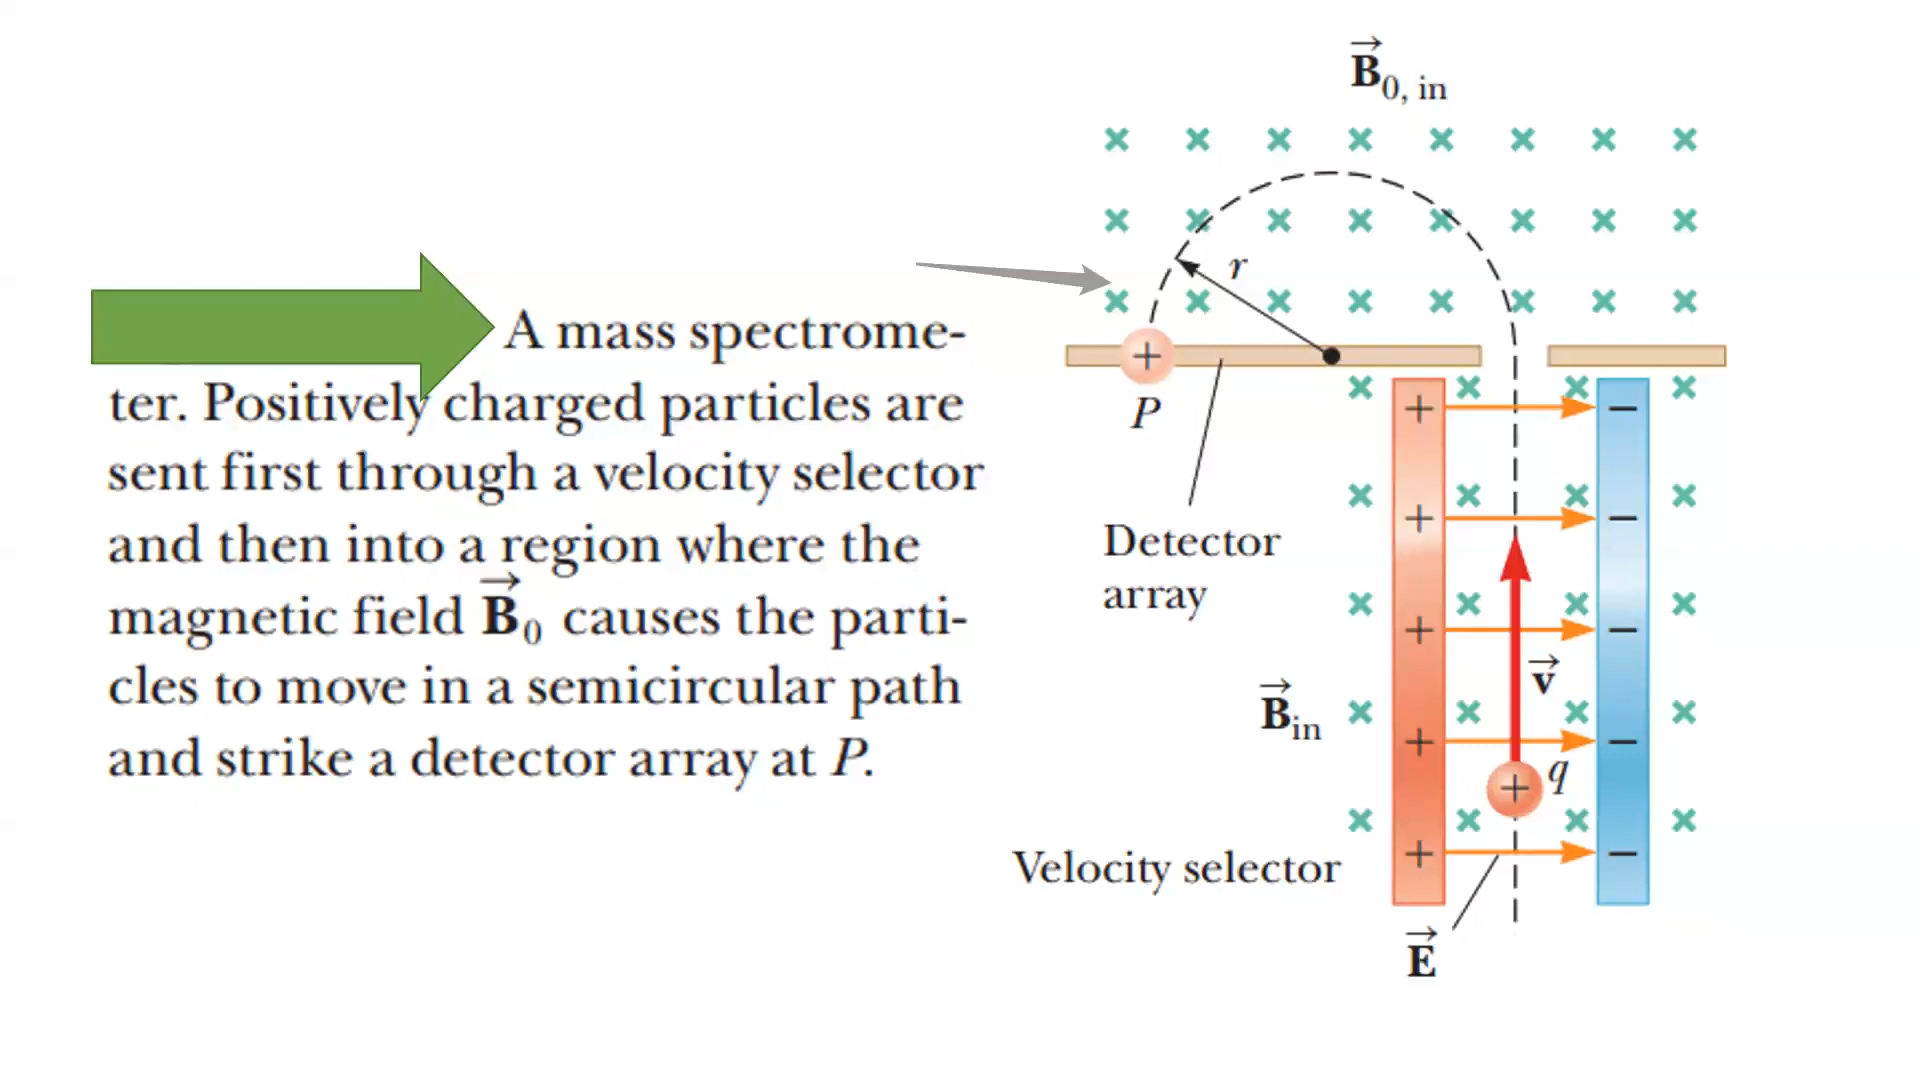 A mass spectrome-
ter. Positively charged particles are
sent first through a velocity selector
and then into a region where the
magnetic field B⃗₀ causes the parti-
cles to move in a semicircular path
and strike a detector array at P.
B⃗₀, in
r
P
Detector
array
v⃗
B⃗in
q
Velocity selector
E⃗